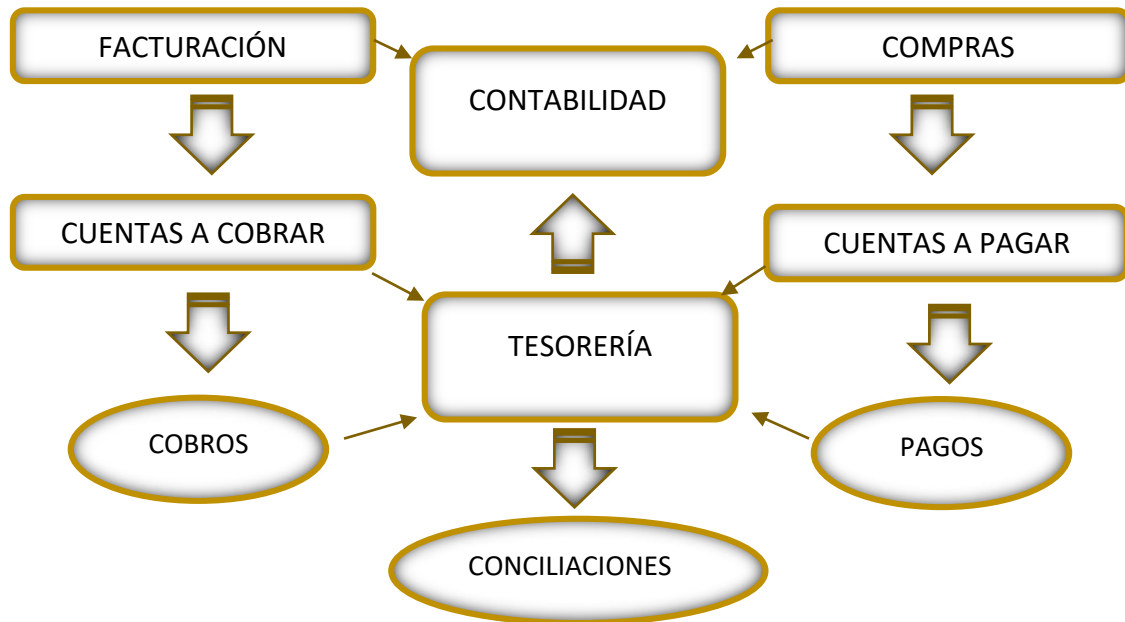 FACTURACIÓN
COMPRAS
CONTABILIDAD
CUENTAS A COBRAR
CUENTAS A PAGAR
TESORERÍA
COBROS
PAGOS
CONCILIACIONES